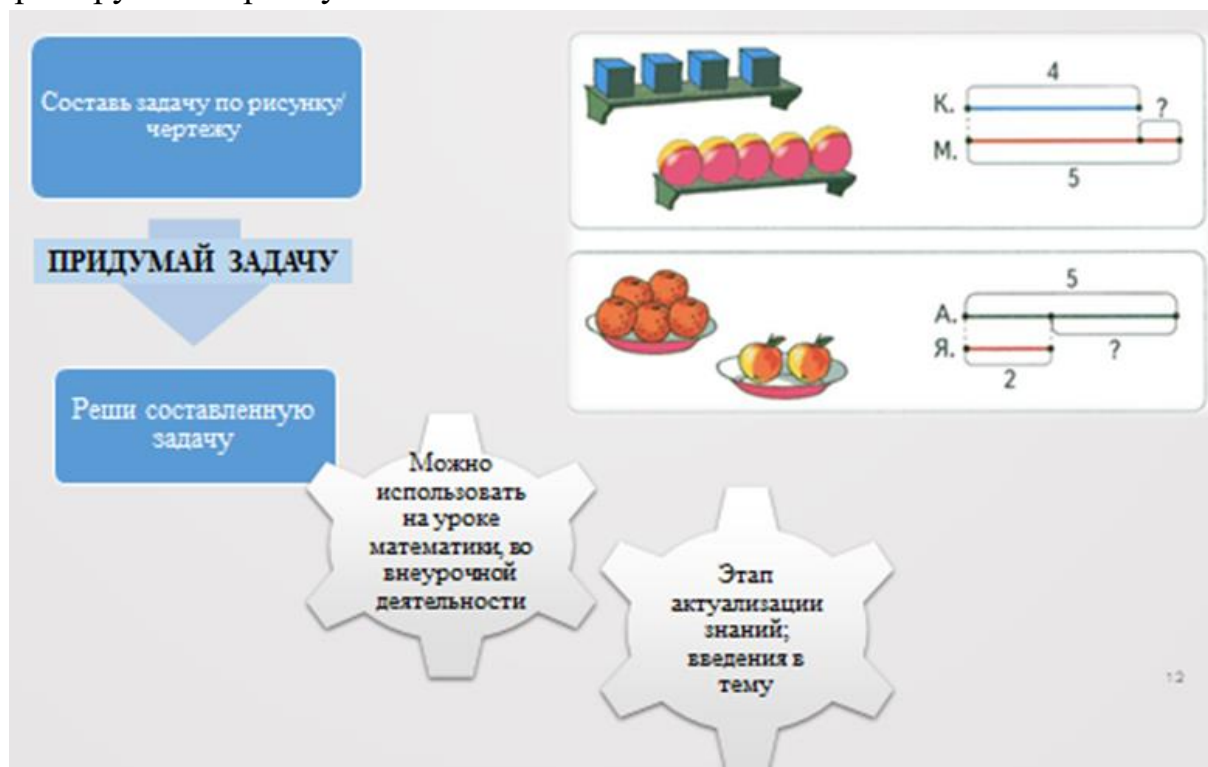 Составь задачу по рисунку/
чертежу
ПРИДУМАЙ ЗАДАЧУ
Реши составленную
задачу
4
К.
?
М.
5
5
А.
Я.
?
2
Можно
использовать
на уроке
математики, во
внеурочной
деятельности
Этап
актуализации
знаний;
введения в
тему
12